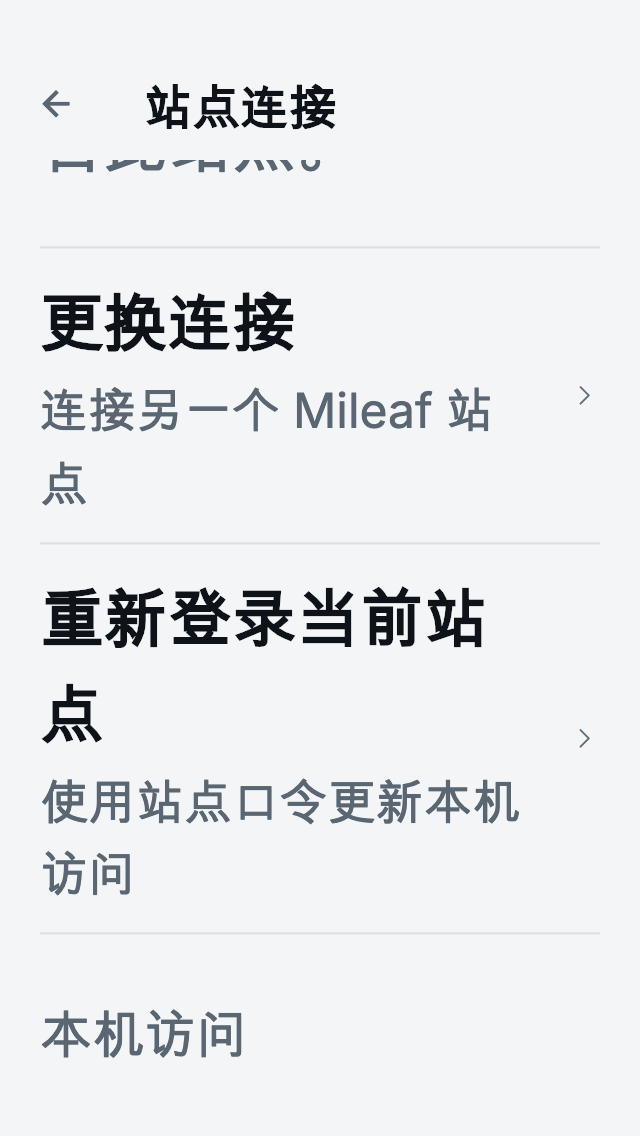 站点连接
更换连接
连接另一个 Mileaf 站
点
重新登录当前站
点
使用站点口令更新本机
访问
本机访问